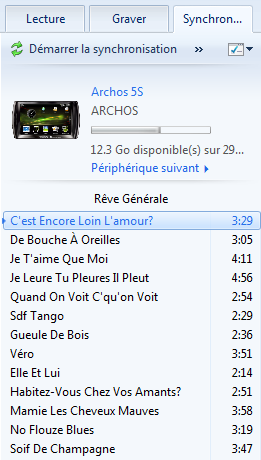 Lecture Graver Synchron...
Démarrer la synchronisation »
Archos 5S
ARCHOS
12.3 Go disponible(s) sur 29...
Périphérique suivant
Rêve Générale
C'est Encore Loin L'amour? 3:29
De Bouche À Oreilles 3:05
Je T'aime Que Moi 4:11
Je Leure Tu Pleures Il Pleut 4:56
Quand On Voit C'qu'on Voit 2:54
Sdf Tango 2:29
Gueule De Bois 2:36
Véro 3:51
Elle Et Lui 2:14
Habitez-Vous Chez Vos Amants? 2:51
Mamie Les Cheveux Mauves 3:58
No Flouze Blues 3:19
Soif De Champagne 3:47